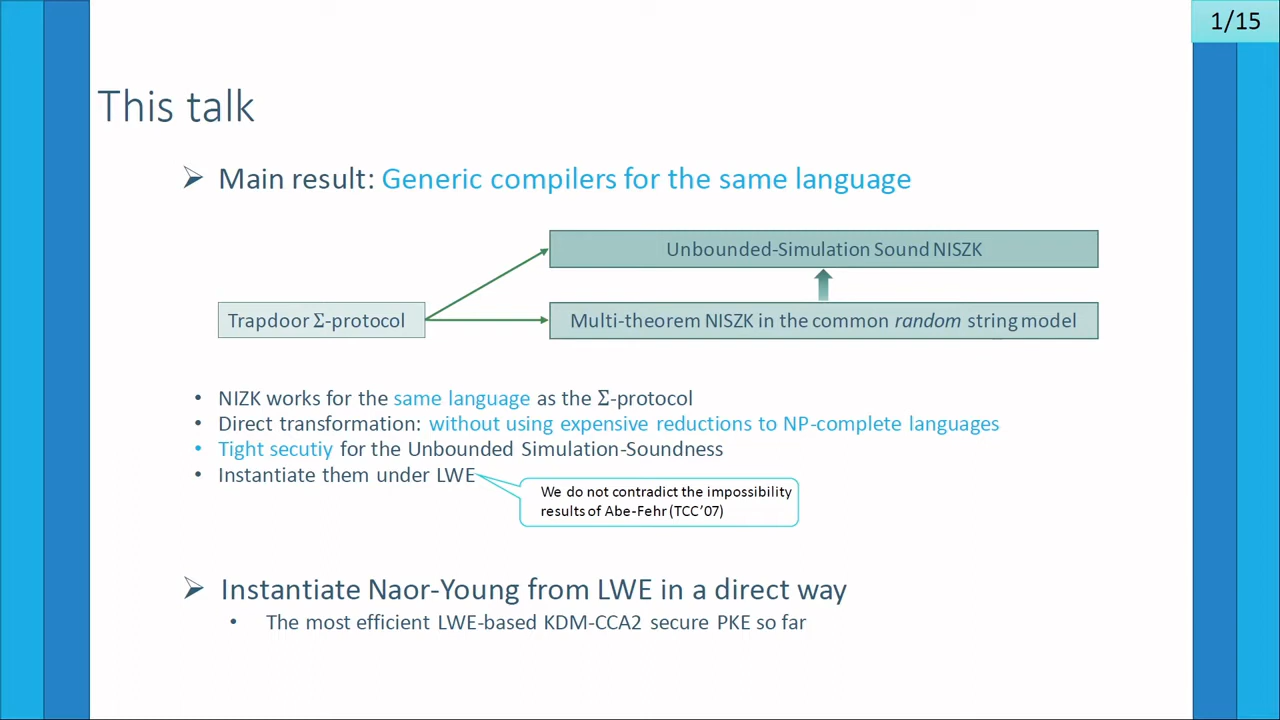 1/15
This talk
➢ Main result: Generic compilers for the same language
Unbounded-Simulation Sound NISZK
Trapdoor Σ-protocol
Multi-theorem NISZK in the common random string model
• NIZK works for the same language as the Σ-protocol
• Direct transformation: without using expensive reductions to NP-complete languages
• Tight secutiy for the Unbounded Simulation-Soundness
• Instantiate them under LWE
We do not contradict the impossibility
results of Abe-Fehr (TCC’07)
➢ Instantiate Naor-Young from LWE in a direct way
• The most efficient LWE-based KDM-CCA2 secure PKE so far